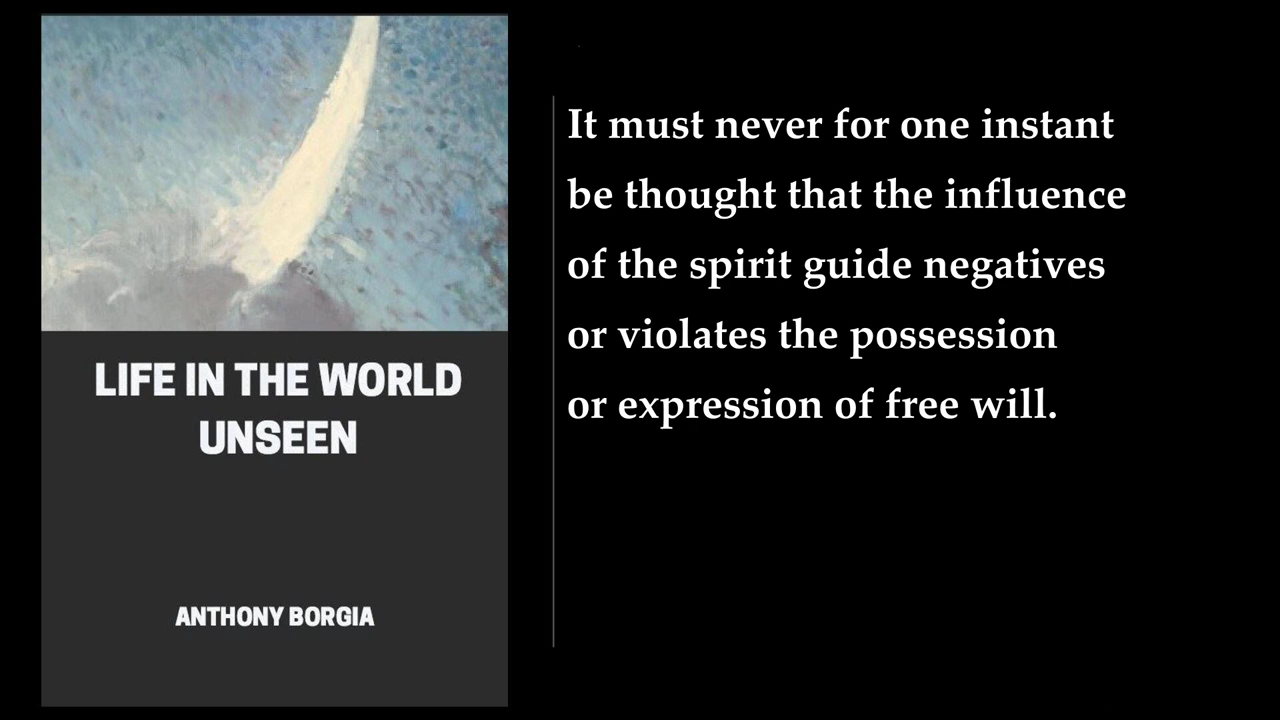 LIFE IN THE WORLD
UNSEEN
ANTHONY BORGIA
It must never for one instant
be thought that the influence
of the spirit guide negatives
or violates the possession
or expression of free will.